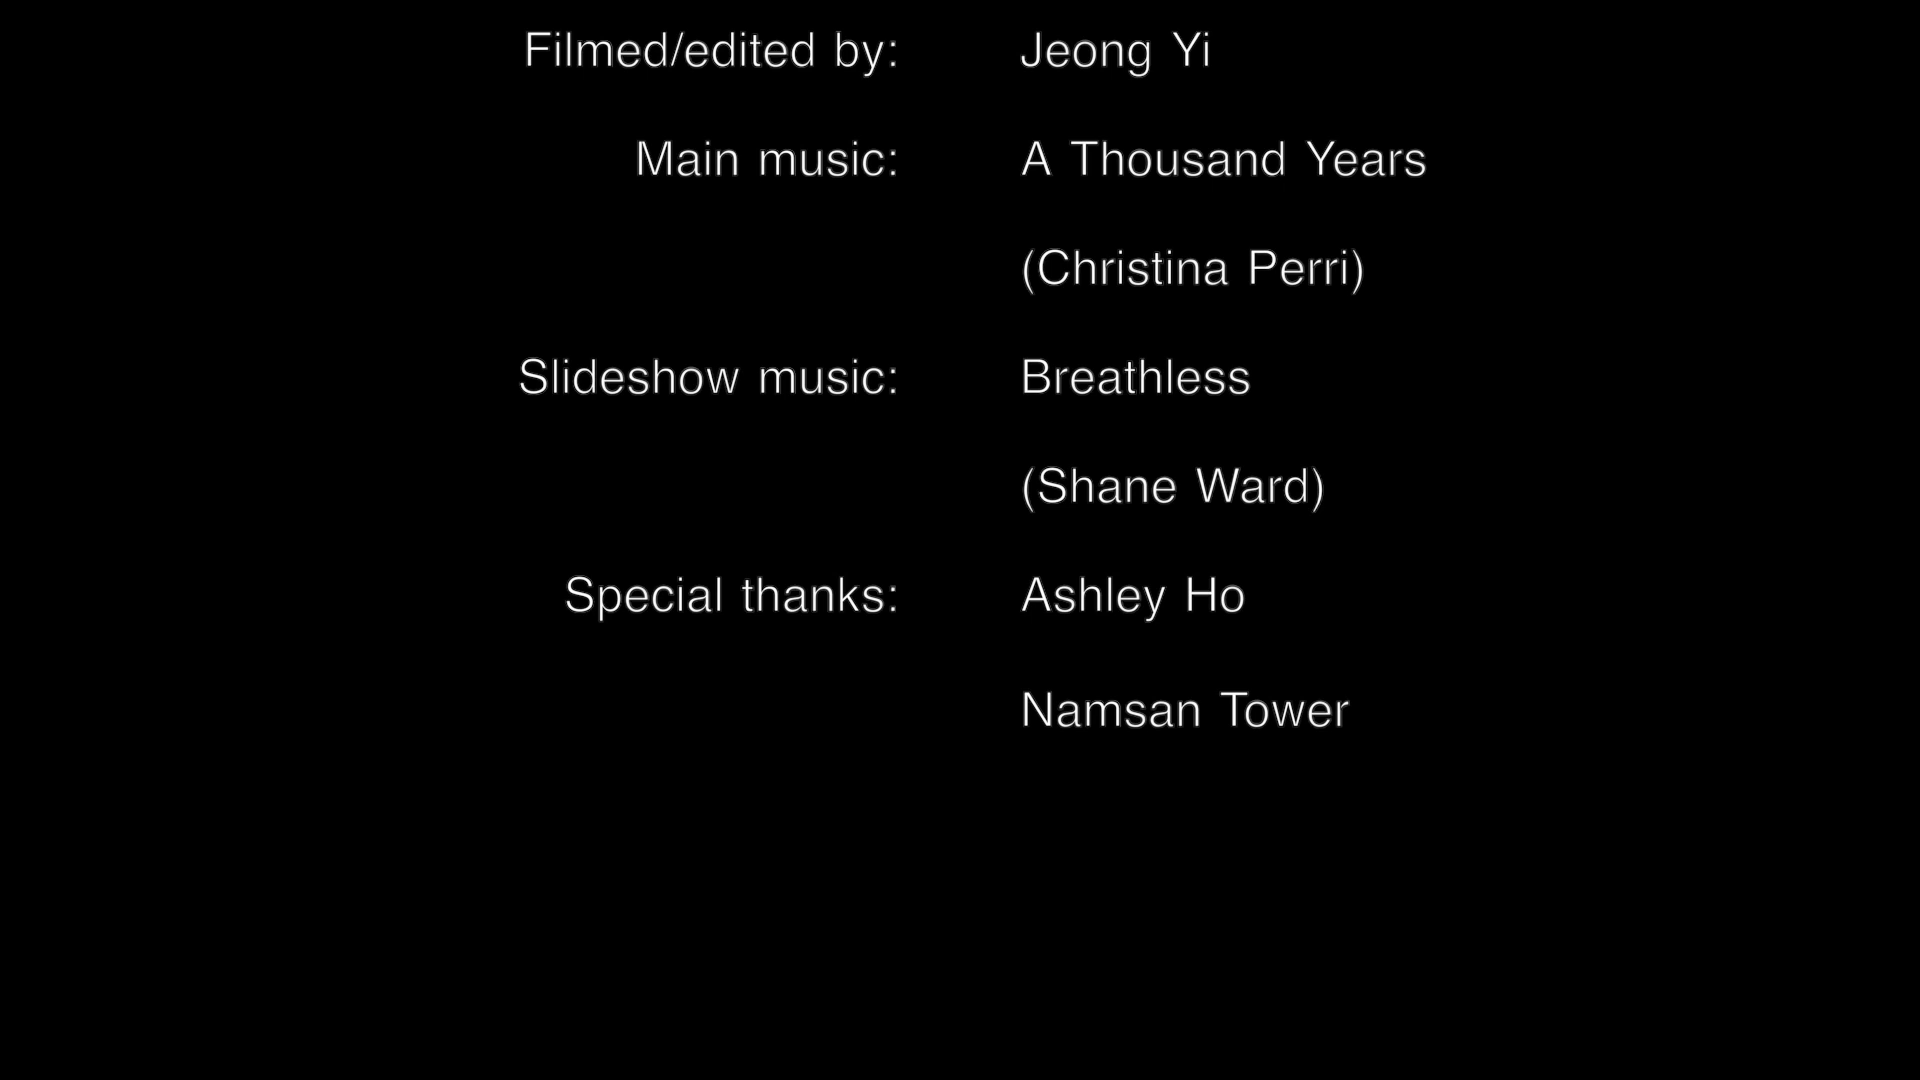 Filmed/edited by: Jeong Yi
Main music: A Thousand Years
(Christina Perri)
Slideshow music: Breathless
(Shane Ward)
Special thanks: Ashley Ho
Namsan Tower